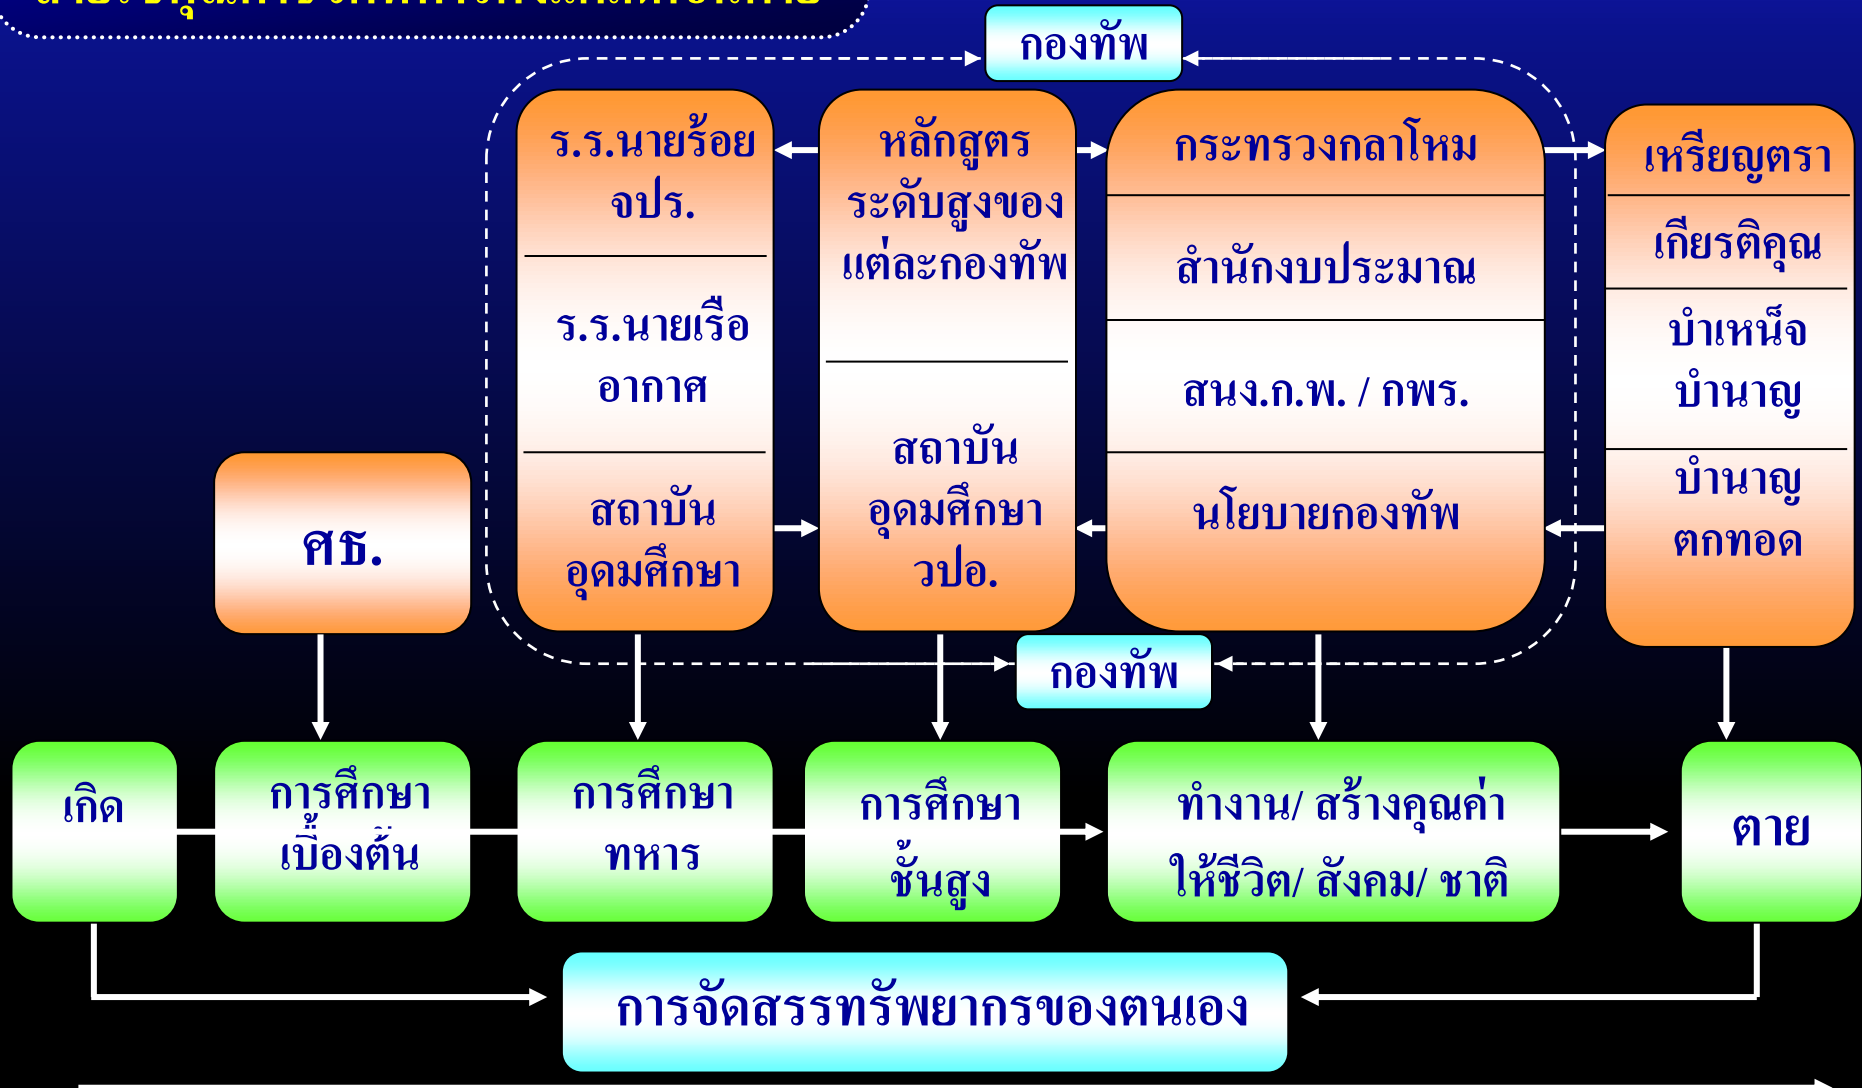 กองทัพ
ร.ร.นายร้อย
จปร.
ร.ร.นายเรือ
อากาศ
สถาบัน
อุดมศึกษา
หลักสูตร
ระดับสูงของ
แต่ละกองทัพ
สถาบัน
อุดมศึกษา
วปอ.
กระทรวงกลาโหม
สำนักงบประมาณ
สนง.ก.พ. / กพร.
นโยบายกองทัพ
เหรียญตรา
เกียรติคุณ
บำเหน็จ
บำนาญ
บำนาญ
ตกทอด
ศธ.
กองทัพ
เกิด
การศึกษา
เบื้องต้น
การศึกษา
ทหาร
การศึกษา
ชั้นสูง
ทำงาน/ สร้างคุณค่า
ให้ชีวิต/ สังคม/ ชาติ
ตาย
การจัดสรรทรัพยากรของตนเอง